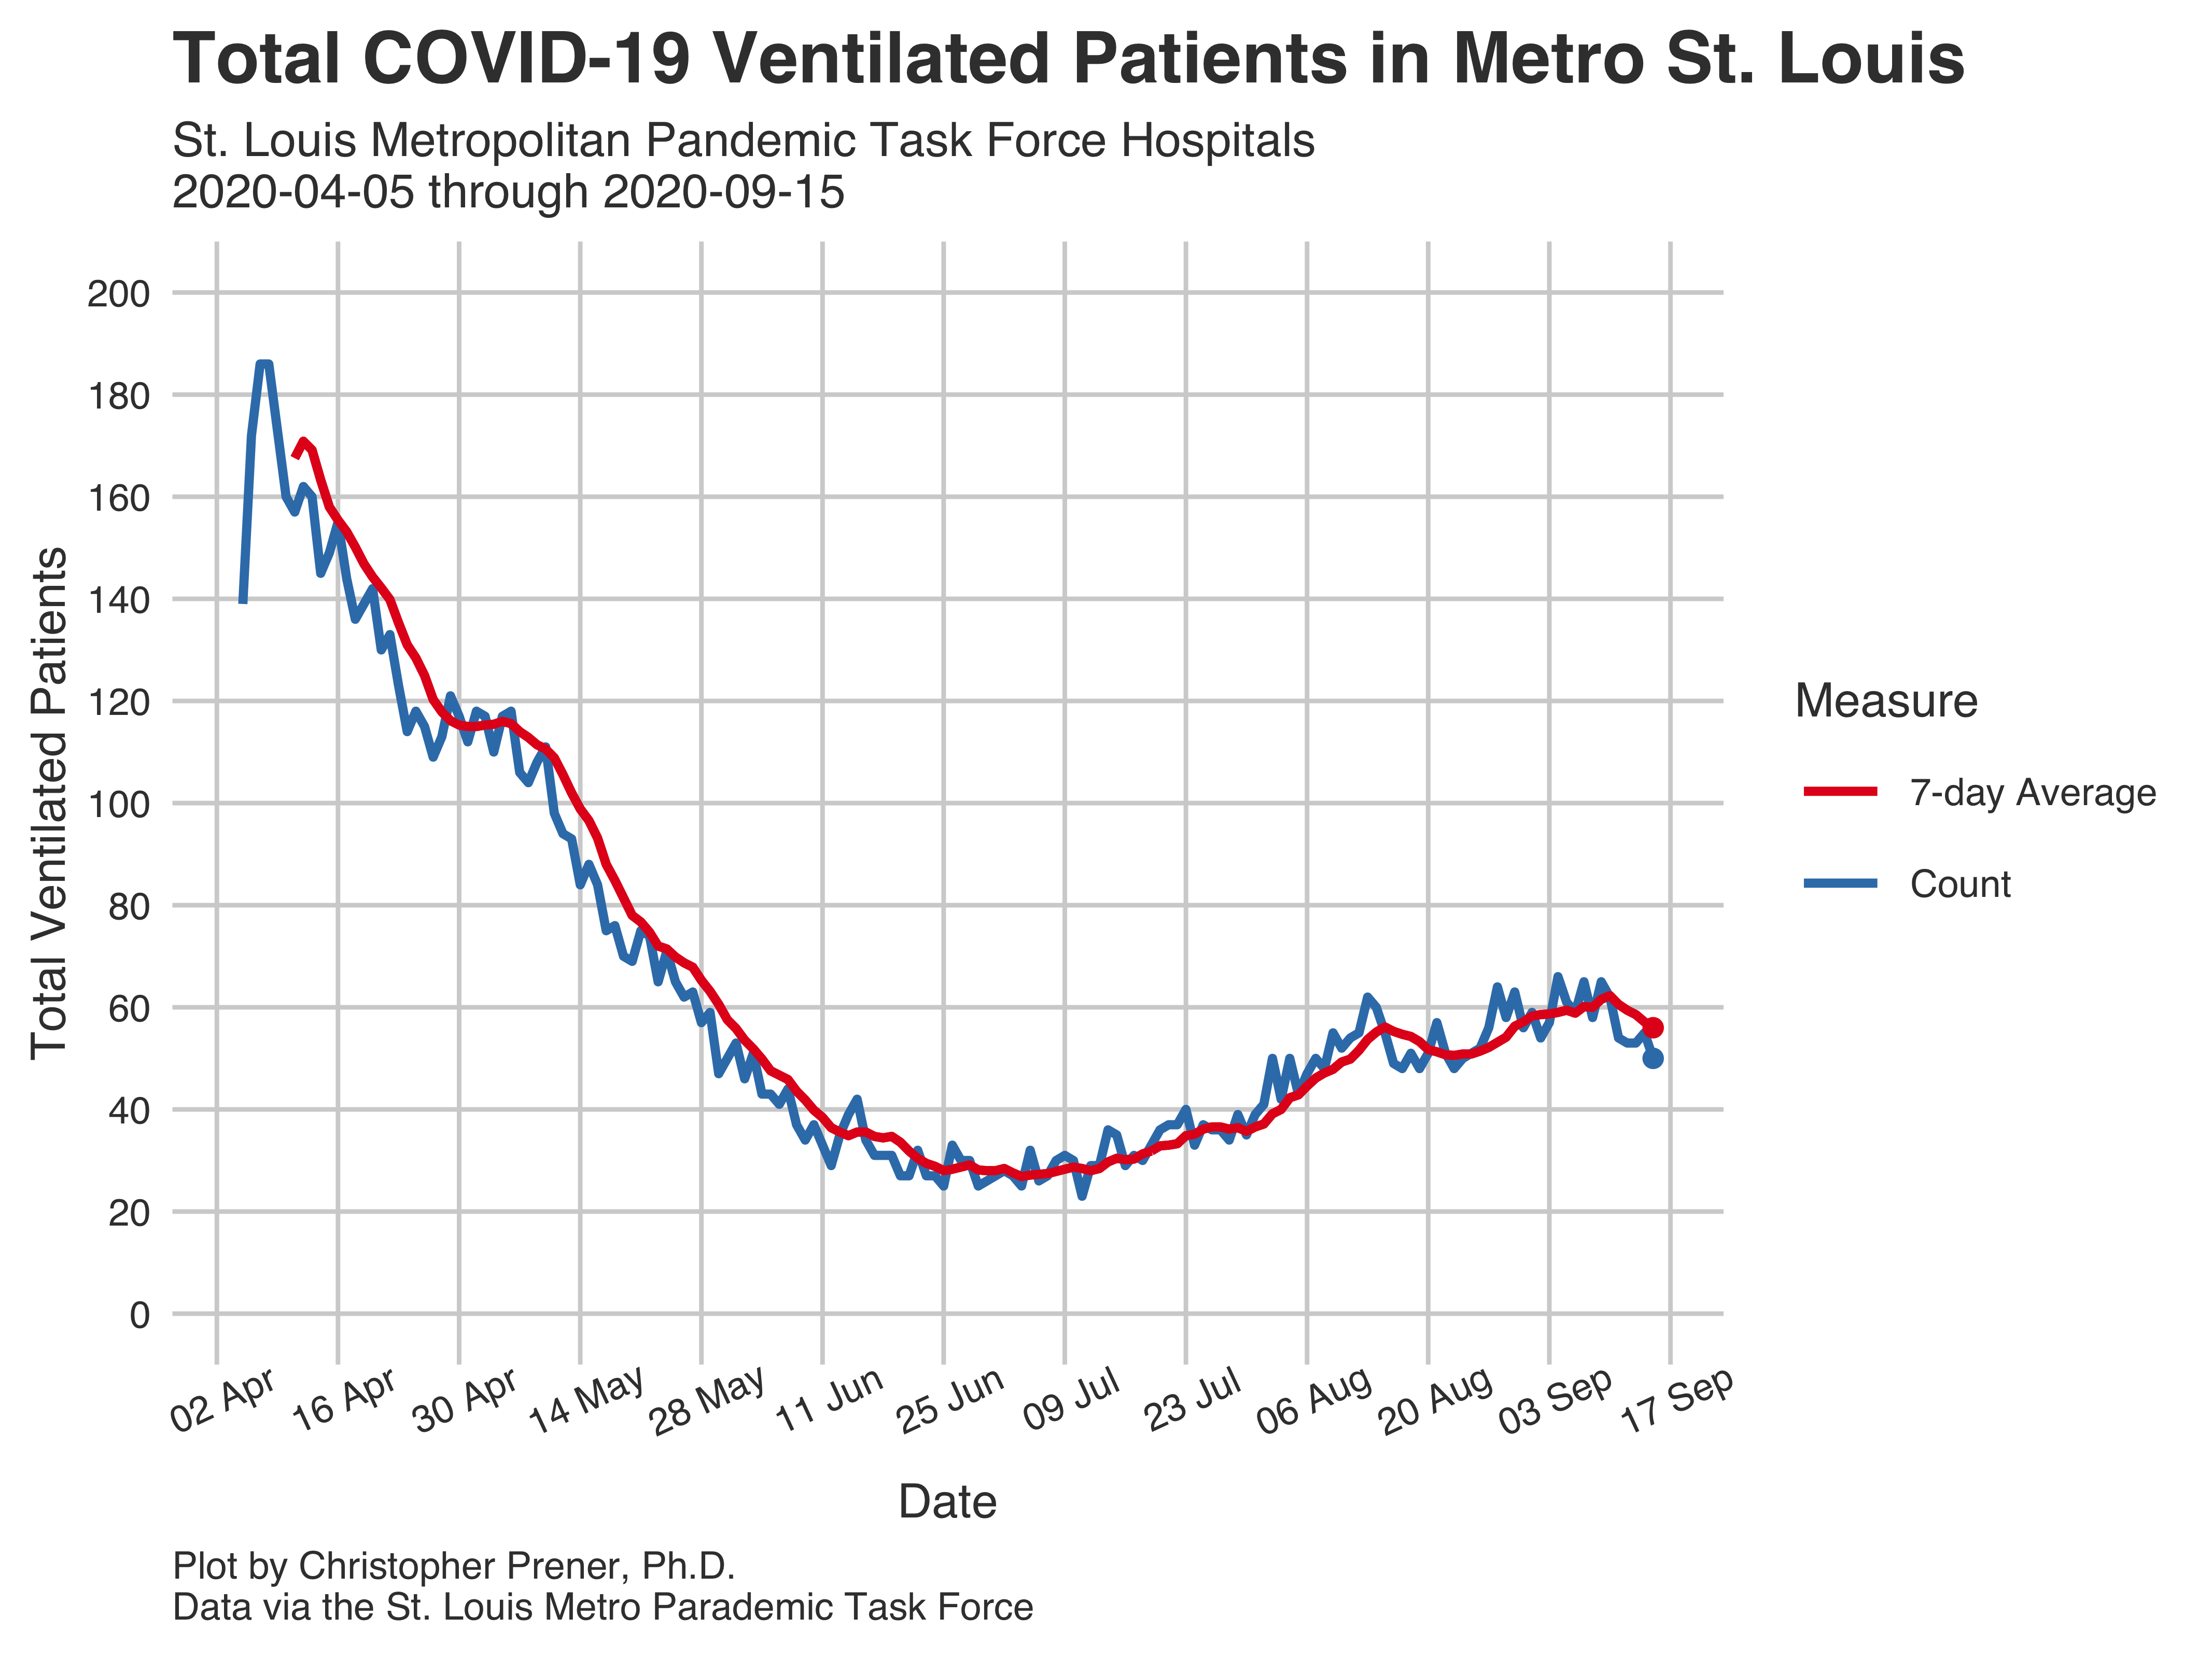 Total COVID-19 Ventilated Patients in Metro St. Louis
St. Louis Metropolitan Pandemic Task Force Hospitals
2020-04-05 through 2020-09-15
Total Ventilated Patients
200
180
160
140
120
100
80
60
40
20
0
02 Apr
16 Apr
30 Apr
14 May
28 May
11 Jun
25 Jun
09 Jul
23 Jul
06 Aug
20 Aug
03 Sep
17 Sep
Date
Measure
7-day Average
Count
Plot by Christopher Prener, Ph.D.
Data via the St. Louis Metro Parademic Task Force